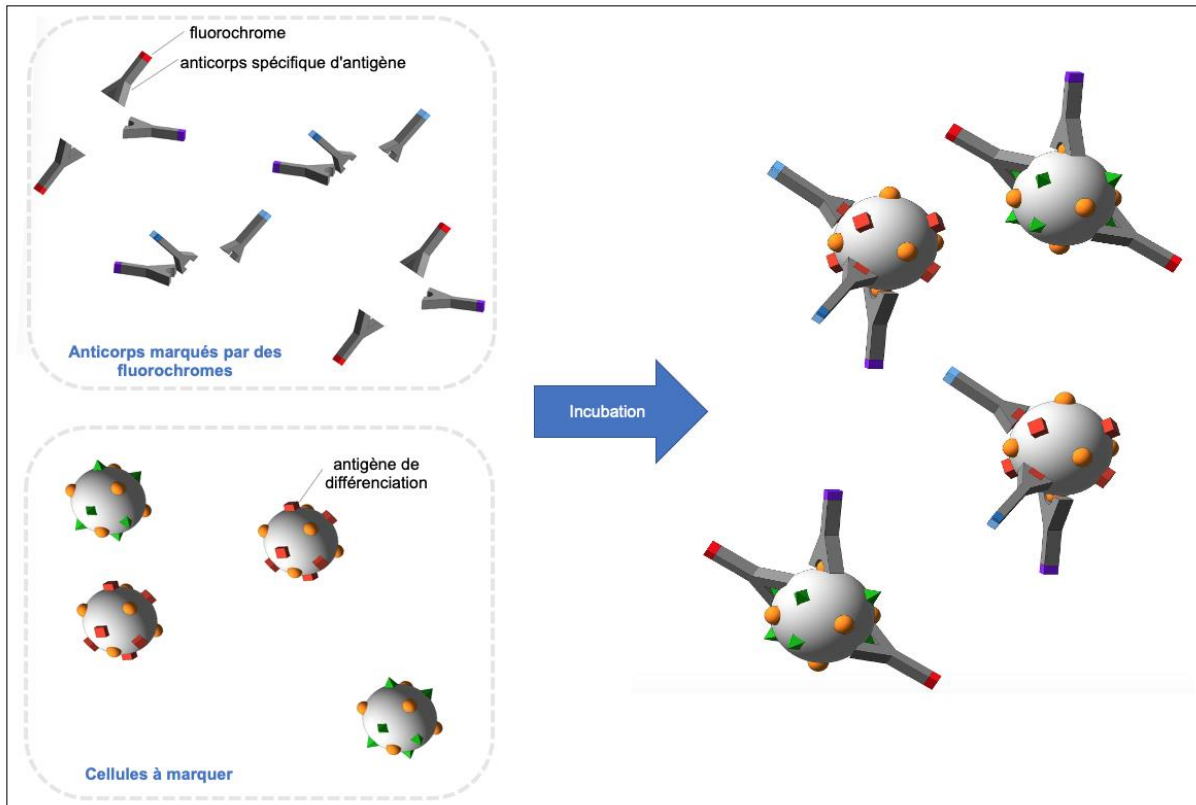 fluorochrome
anticorps spécifique d'antigène
Anticorps marqués par des
fluorochromes
Incubation
antigène de
différenciation
Cellules à marquer